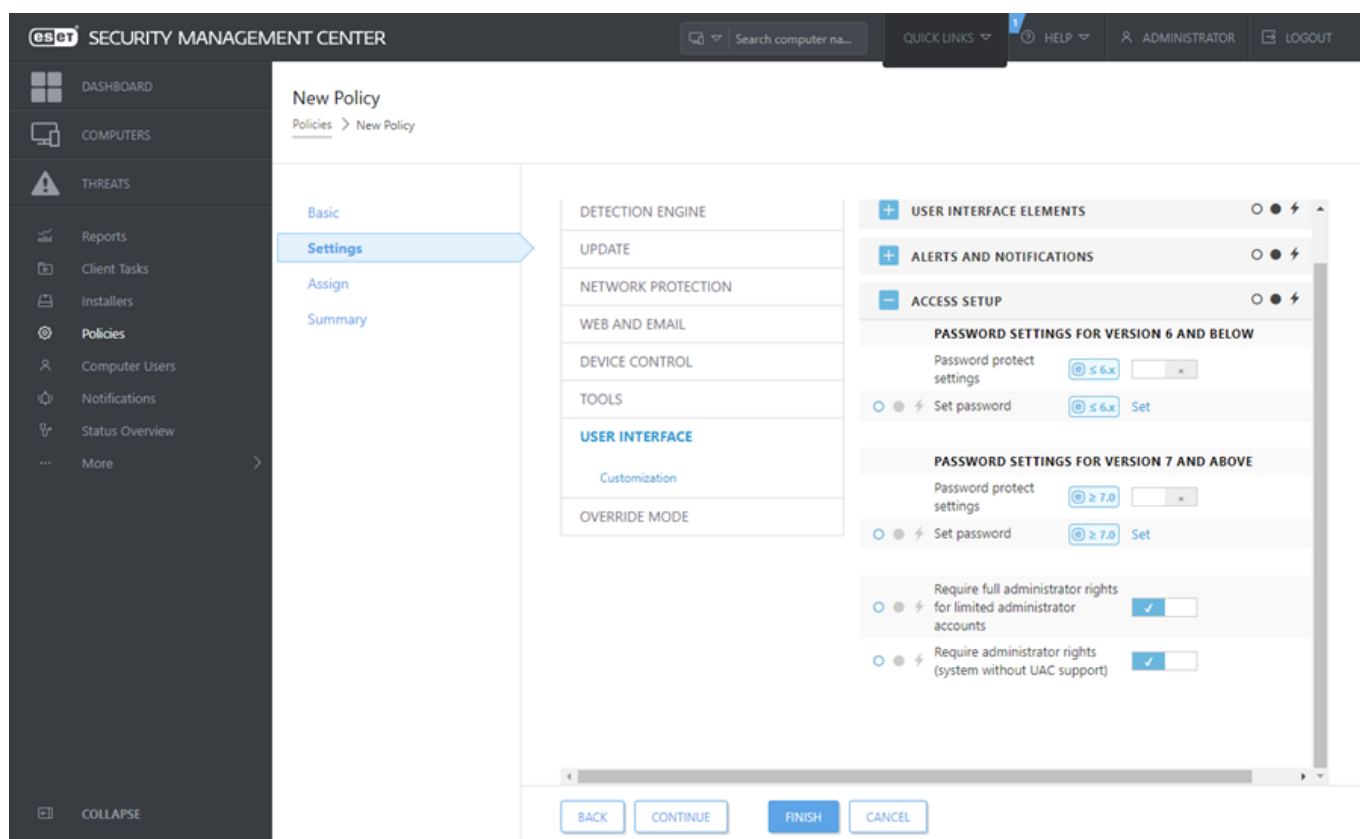 eset SECURITY MANAGEMENT CENTER
Search computer na...
QUICK LINKS
1
HELP
ADMINISTRATOR
LOGOUT
DASHBOARD
COMPUTERS
THREATS
Reports
Client Tasks
Installers
Policies
Computer Users
Notifications
Status Overview
More
COLLAPSE
New Policy
Policies > New Policy
Basic
Settings
Assign
Summary
DETECTION ENGINE
UPDATE
NETWORK PROTECTION
WEB AND EMAIL
DEVICE CONTROL
TOOLS
USER INTERFACE
Customization
OVERRIDE MODE
USER INTERFACE ELEMENTS
ALERTS AND NOTIFICATIONS
ACCESS SETUP
PASSWORD SETTINGS FOR VERSION 6 AND BELOW
Password protect
settings
e ≤ 6.x
Set password
e ≤ 6.x
Set
PASSWORD SETTINGS FOR VERSION 7 AND ABOVE
Password protect
settings
e ≥ 7.0
Set password
e ≥ 7.0
Set
Require full administrator rights
for limited administrator
accounts
Require administrator rights
(system without UAC support)
BACK
CONTINUE
FINISH
CANCEL